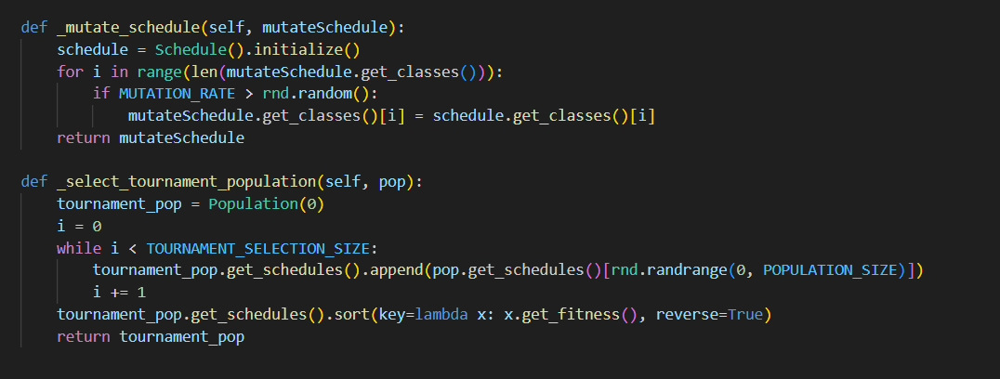 def _mutate_schedule(self, mutateSchedule):
    schedule = Schedule().initialize()
    for i in range(len(mutateSchedule.get_classes())):
        if MUTATION_RATE > rnd.random():
            mutateSchedule.get_classes()[i] = schedule.get_classes()[i]
    return mutateSchedule

def _select_tournament_population(self, pop):
    tournament_pop = Population(0)
    i = 0
    while i < TOURNAMENT_SELECTION_SIZE:
        tournament_pop.get_schedules().append(pop.get_schedules()[rnd.randrange(0, POPULATION_SIZE)])
        i += 1
    tournament_pop.get_schedules().sort(key=lambda x: x.get_fitness(), reverse=True)
    return tournament_pop